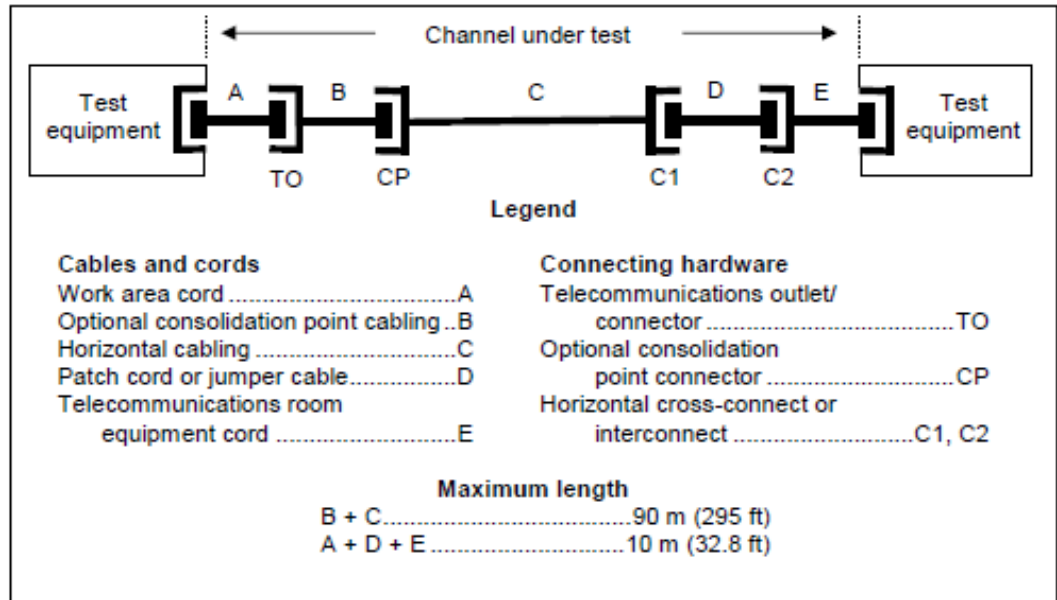 Channel under test
A B C D E
Test equipment
Test equipment
TO CP C1 C2
Legend
Cables and cords
Work area cord ..................................A
Optional consolidation point cabling ..B
Horizontal cabling ..............................C
Patch cord or jumper cable................D
Telecommunications room
equipment cord ...........................E
Connecting hardware
Telecommunications outlet/
connector.....................................TO
Optional consolidation
point connector ............................CP
Horizontal cross-connect or
interconnect ...........................C1, C2
Maximum length
B + C.....................................90 m (295 ft)
A + D + E ..............................10 m (32.8 ft)